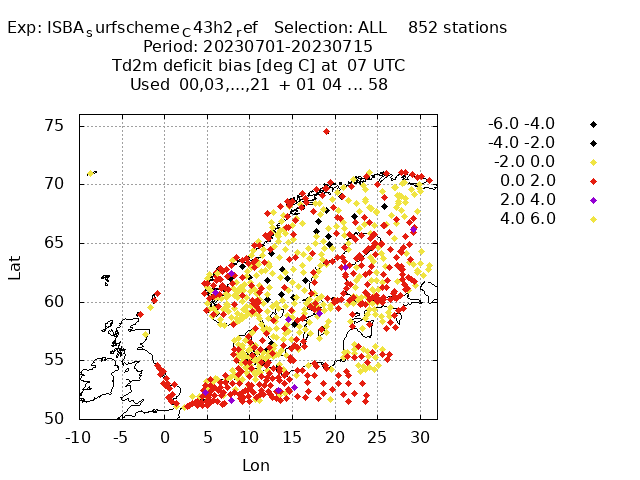 Exp: ISBAsurfschemeC43h2ref   Selection: ALL    852 stations
Period: 20230701-20230715
Td2m deficit bias [deg C] at  07 UTC
Used  00,03,...,21  + 01 04 ... 58
-6.0 -4.0
-4.0 -2.0
-2.0 0.0
0.0 2.0
2.0 4.0
4.0 6.0
75
70
65
60
55
50
Lat
-10 -5 0 5 10 15 20 25 30
Lon